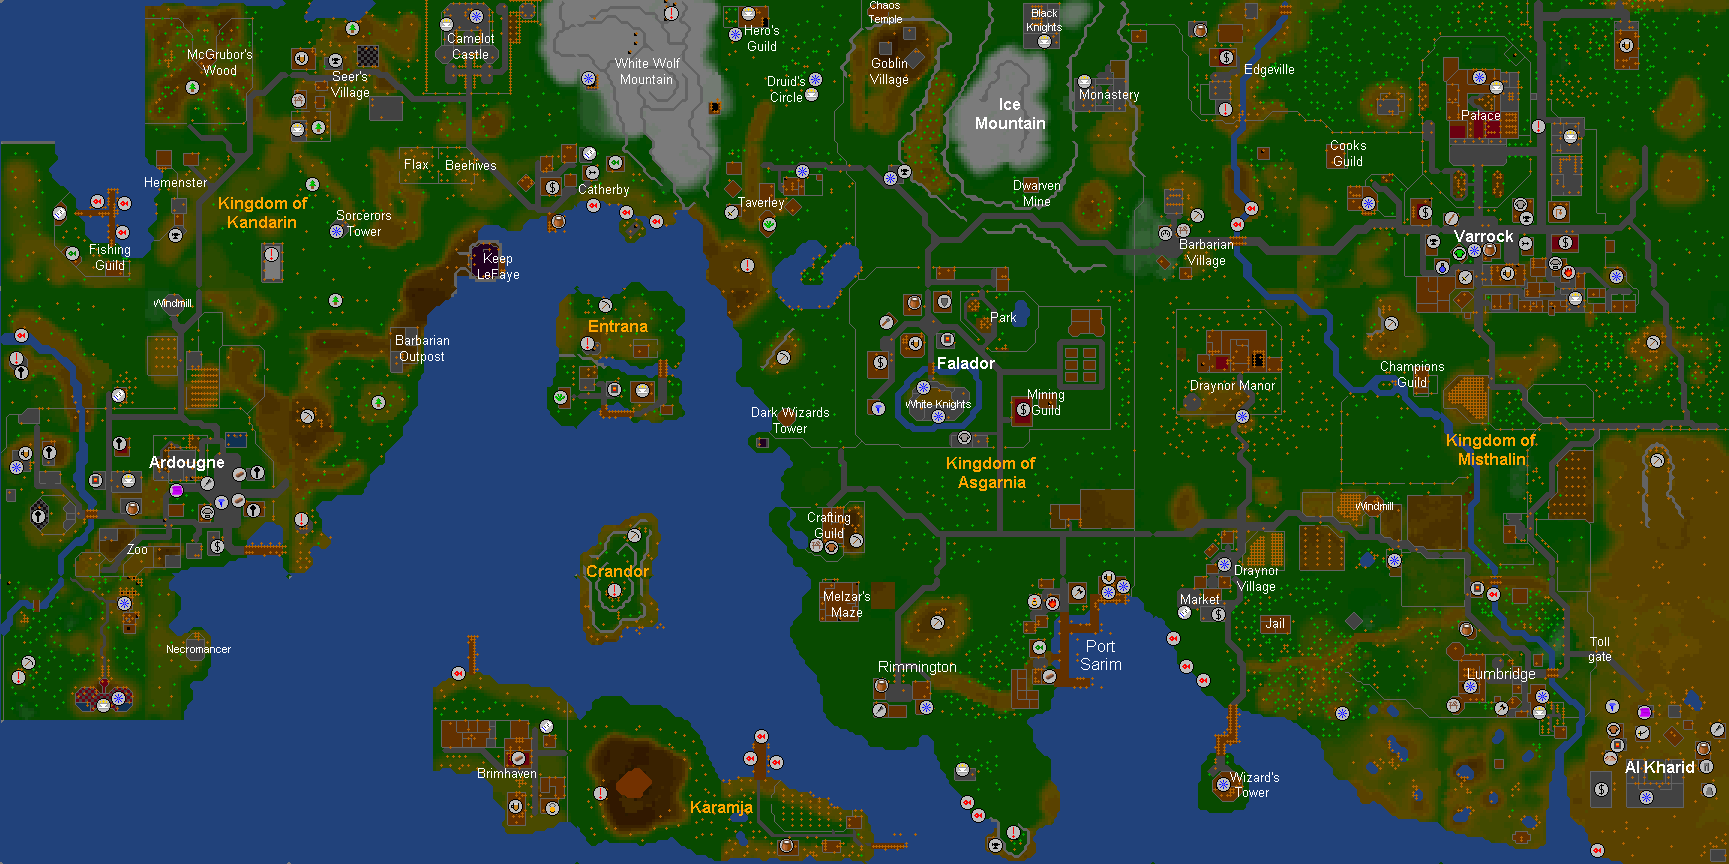 Chaos
Temple
Black
Knights
McGrubor's
Wood
Camelot
Castle
Hero's
Guild
White Wolf
Mountain
Goblin
Village
Edgeville
Seer's
Village
Druid's
Circle
Monastery
Ice
Mountain
Palace
Cooks
Guild
Flax
Beehives
Hemenster
Catherby
Dwarven
Mine
Kingdom of
Kandarin
Taverley
Sorcerors
Tower
Varrock
Fishing
Guild
Barbarian
Village
Keep
LeFaye
Windmill
Entrana
Park
Barbarian
Outpost
Falador
Champions
Guild
Draynor Manor
White Knights
Mining
Guild
Dark Wizards
Tower
Kingdom of
Misthalin
Ardougne
Kingdom of
Asgarnia
Windmill
Crafting
Guild
Zoo
Crandor
Draynor
Village
Melzar's
Maze
Market
Jail
Necromancer
Port
Sarim
Toll
gate
Rimmington
Lumbridge
Brimhaven
Al Kharid
Wizard's
Tower
Karamja